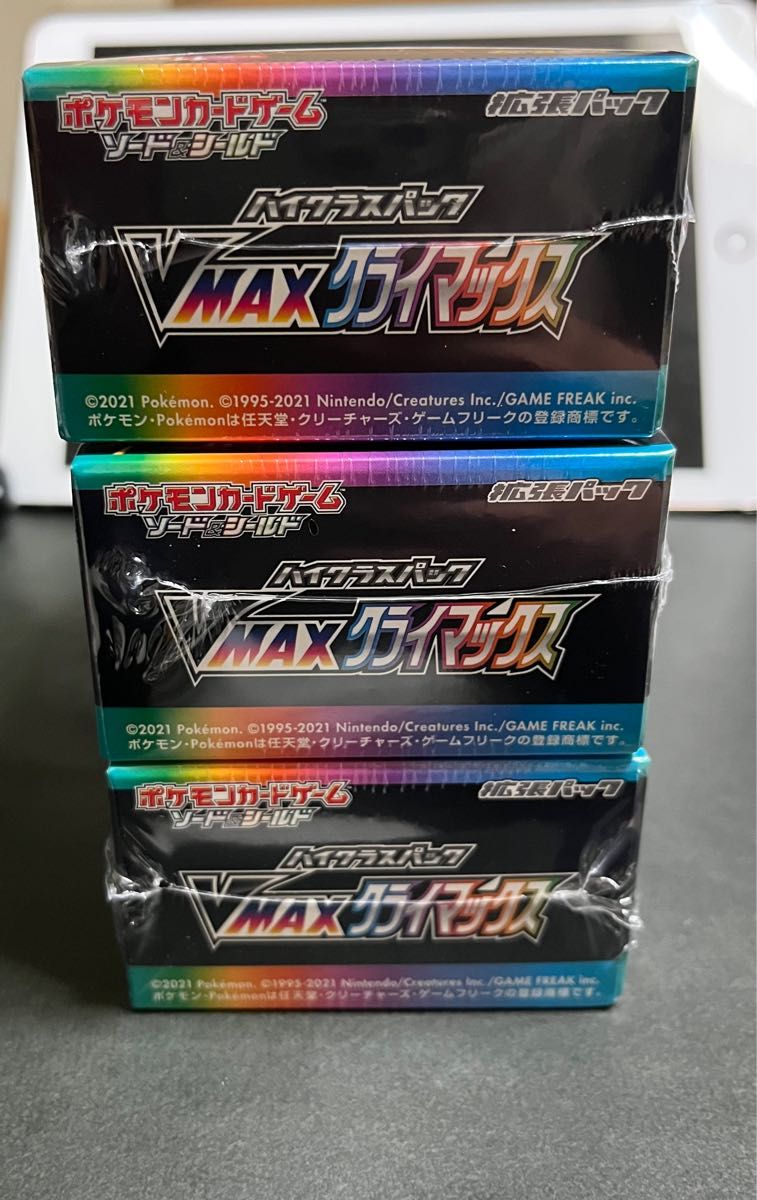 ポケモンカードゲーム 拡張パック
ソード&シールド
ハイクラスパック
VMAXクライマックス
©2021 Pokémon. ©1995-2021 Nintendo/Creatures Inc./GAME FREAK inc.
ポケモン・Pokémonは任天堂・クリーチャーズ・ゲームフリークの登録商標です。
ポケモンカードゲーム 拡張パック
ソード&シールド
ハイクラスパック
VMAXクライマックス
©2021 Pokémon. ©1995-2021 Nintendo/Creatures Inc./GAME FREAK inc.
ポケモン・Pokémonは任天堂・クリーチャーズ・ゲームフリークの登録商標です。
ポケモンカードゲーム 拡張パック
ソード&シールド
ハイクラスパック
VMAXクライマックス
©2021 Pokémon. ©1995-2021 Nintendo/Creatures Inc./GAME FREAK inc.
ポケモン・Pokémonは任天堂・クリーチャーズ・ゲームフリークの登録商標です。